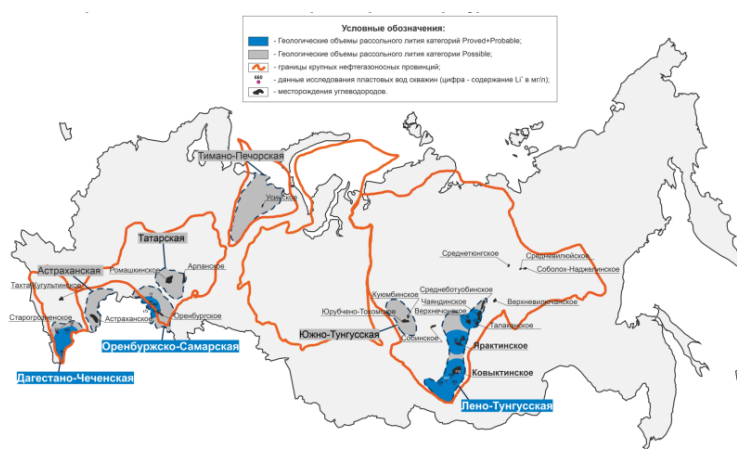 Условные обозначения:
- Геологические объемы рассольного лития категорий Proved+Probable;
- Геологические объемы рассольного лития категории Possible;
- границы крупных нефтегазоносных провинций;
660
- данные исследования пластовых вод скважин (цифра - содержание Li⁺ в мг/л);
- месторождения углеводородов.
Тимано-Печорская
Усинское
Татарская
Ромашкинское
Арланское
Астраханская
Тахта-Кугультинское
Старогрозненское
Астраханское
Оренбургское
Оренбуржско-Самарская
Дагестано-Чеченская
Среднетюнгское
Средневилюйское
Соболох-Наджелинское
Среднеботуобинское
Куюмбинское
Чаяндинское
Верхневилючанское
Юрубчено-Тохомское
Верхнечонское
Талаканское
Южно-Тунгусская
Собинское
Ярактинское
Ковыктинское
Лено-Тунгусская